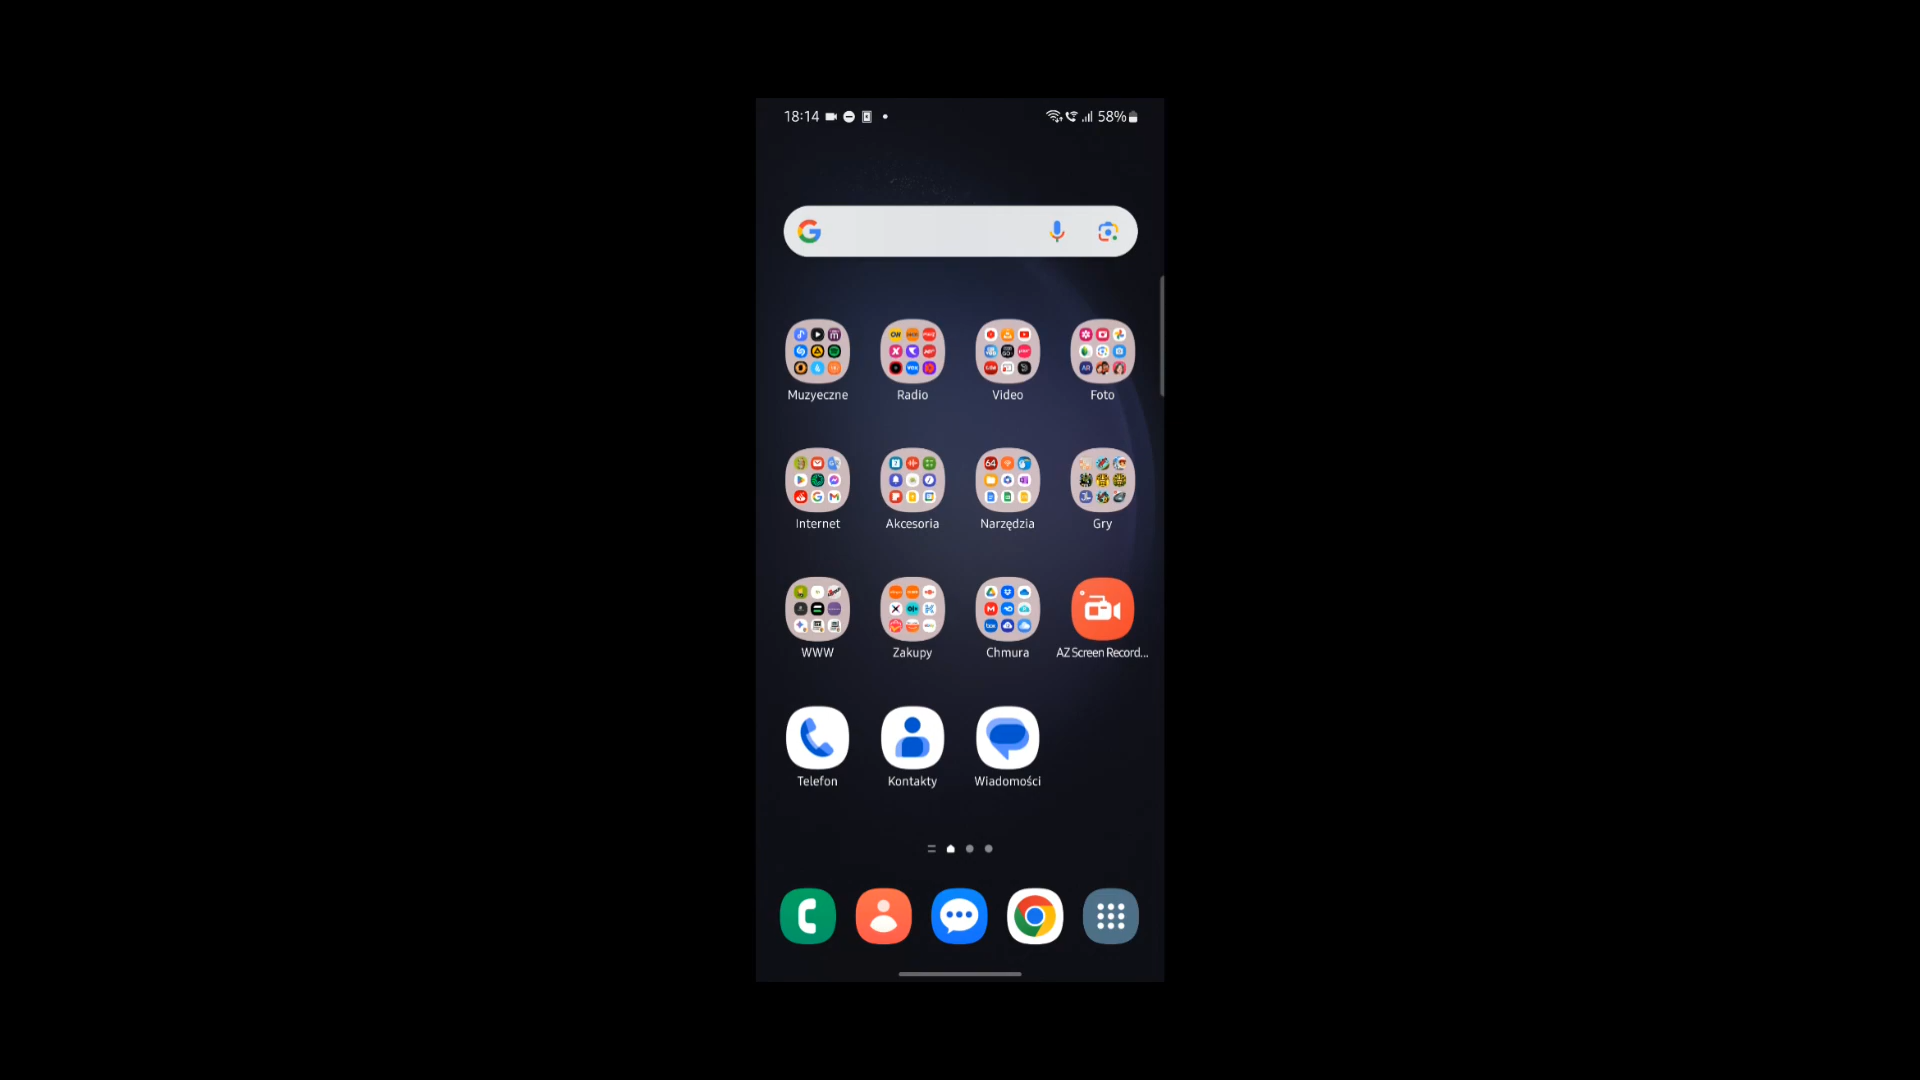 18:14 58%
Muzyeczne Radio Video Foto
Internet Akcesoria Narzędzia Gry
WWW Zakupy Chmura AZ Screen Record...
Telefon Kontakty Wiadomości